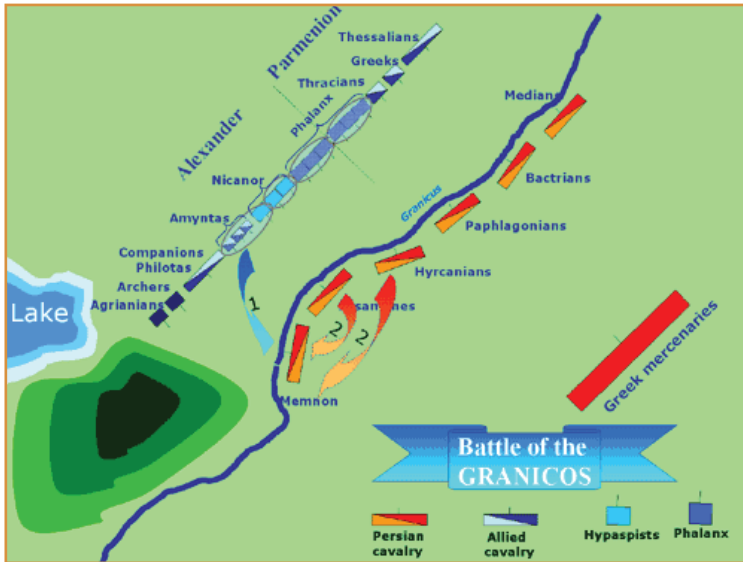 Thessalians
Greeks
Thracians
Parmenion
Phalanx
Alexander
Nicanor
Amyntas
Companions
Philotas
Archers
Agrianians
Lake
Medians
Bactrians
Granicus
Paphlagonians
Hyrcanians
1
2
2
Memnon
Greek mercenaries
Battle of the
GRANICOS
Persian
cavalry
Allied
cavalry
Hypaspists
Phalanx